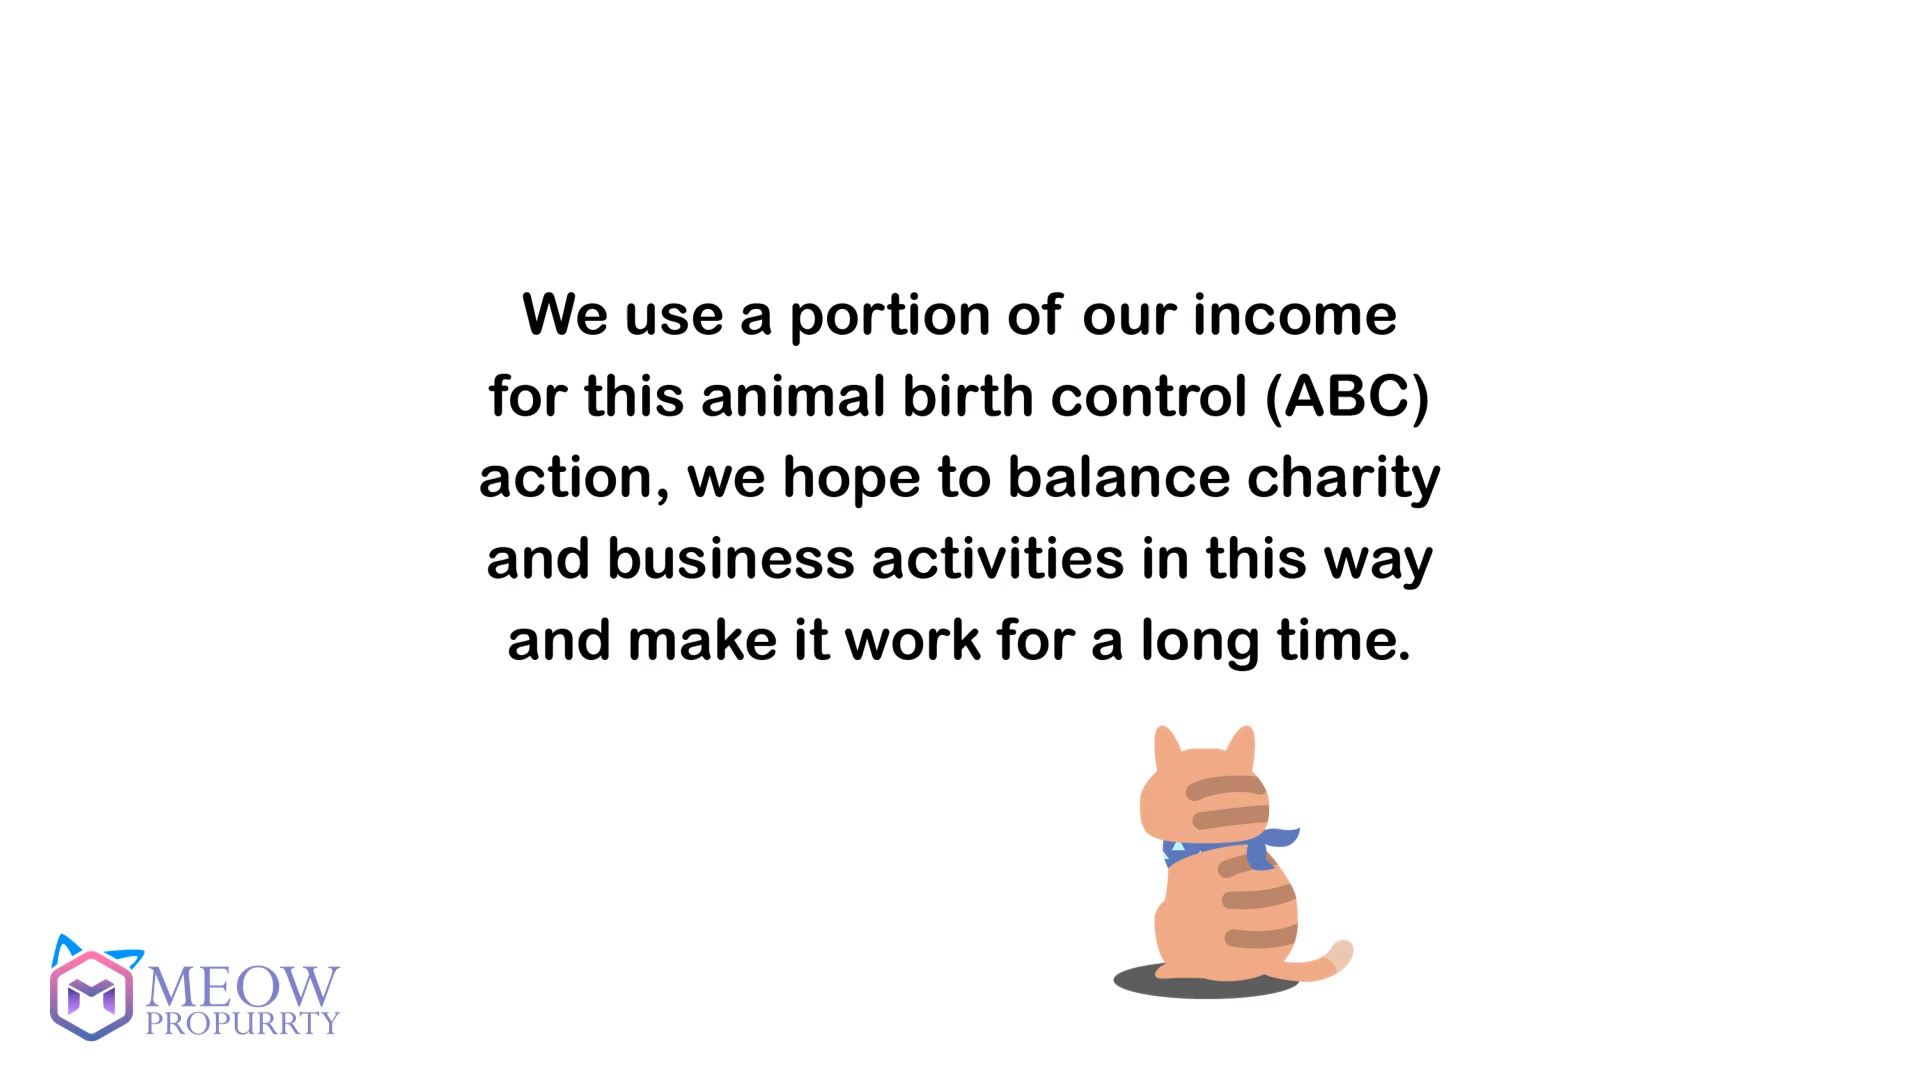 We use a portion of our income
for this animal birth control (ABC)
action, we hope to balance charity
and business activities in this way
and make it work for a long time.
MEOW
PROPURRTY